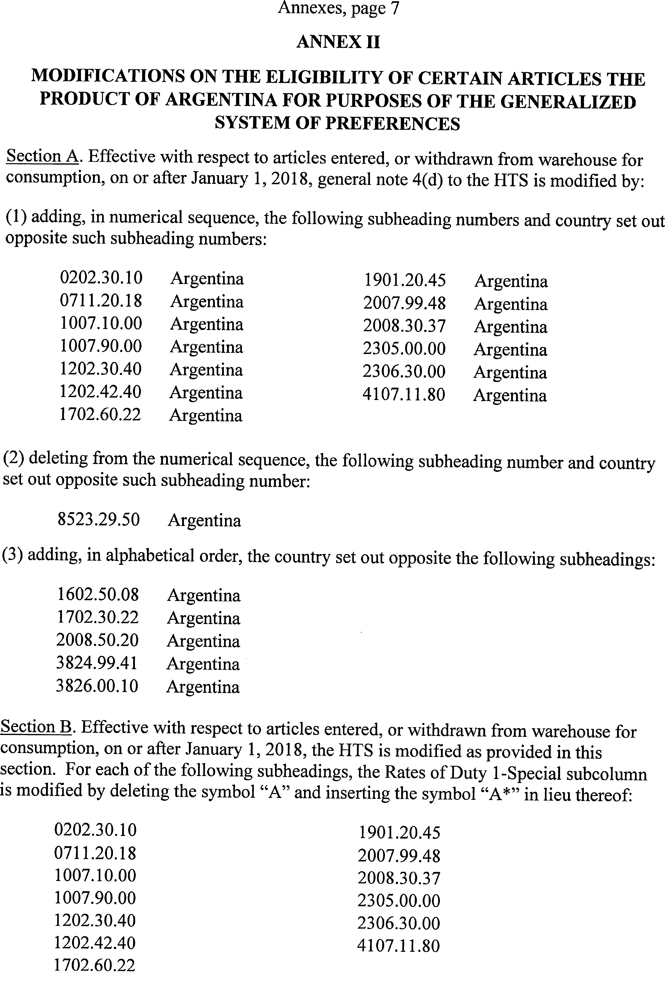 Annexes, page 7
ANNEX II
MODIFICATIONS ON THE ELIGIBILITY OF CERTAIN ARTICLES THE
PRODUCT OF ARGENTINA FOR PURPOSES OF THE GENERALIZED
SYSTEM OF PREFERENCES
Section A. Effective with respect to articles entered, or withdrawn from warehouse for
consumption, on or after January 1, 2018, general note 4(d) to the HTS is modified by:
(1) adding, in numerical sequence, the following subheading numbers and country set out
opposite such subheading numbers:
0202.30.10 Argentina 1901.20.45 Argentina
0711.20.18 Argentina 2007.99.48 Argentina
1007.10.00 Argentina 2008.30.37 Argentina
1007.90.00 Argentina 2305.00.00 Argentina
1202.30.40 Argentina 2306.30.00 Argentina
1202.42.40 Argentina 4107.11.80 Argentina
1702.60.22 Argentina
(2) deleting from the numerical sequence, the following subheading number and country
set out opposite such subheading number:
8523.29.50 Argentina
(3) adding, in alphabetical order, the country set out opposite the following subheadings:
1602.50.08 Argentina
1702.30.22 Argentina
2008.50.20 Argentina
3824.99.41 Argentina
3826.00.10 Argentina
Section B. Effective with respect to articles entered, or withdrawn from warehouse for
consumption, on or after January 1, 2018, the HTS is modified as provided in this
section. For each of the following subheadings, the Rates of Duty 1-Special subcolumn
is modified by deleting the symbol “A” and inserting the symbol “A*” in lieu thereof:
0202.30.10 1901.20.45
0711.20.18 2007.99.48
1007.10.00 2008.30.37
1007.90.00 2305.00.00
1202.30.40 2306.30.00
1202.42.40 4107.11.80
1702.60.22